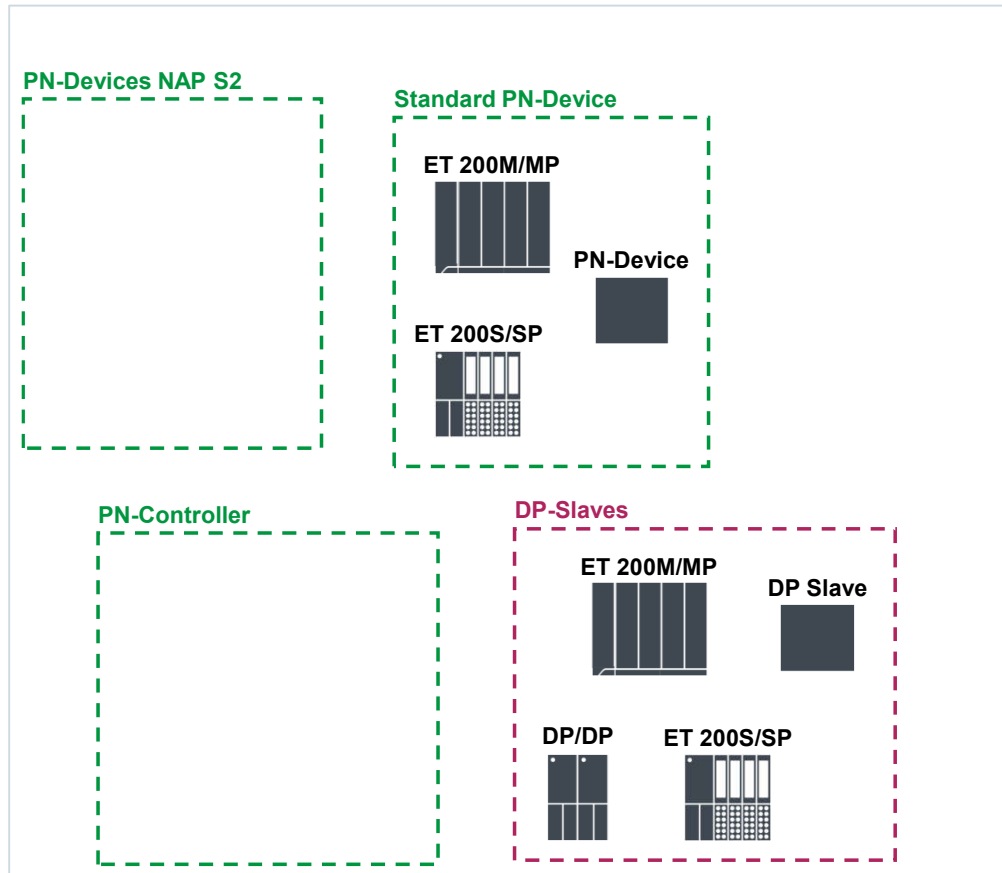 PN-Devices NAP S2
Standard PN-Device
ET 200M/MP
PN-Device
ET 200S/SP
PN-Controller
DP-Slaves
ET 200M/MP
DP Slave
DP/DP
ET 200S/SP